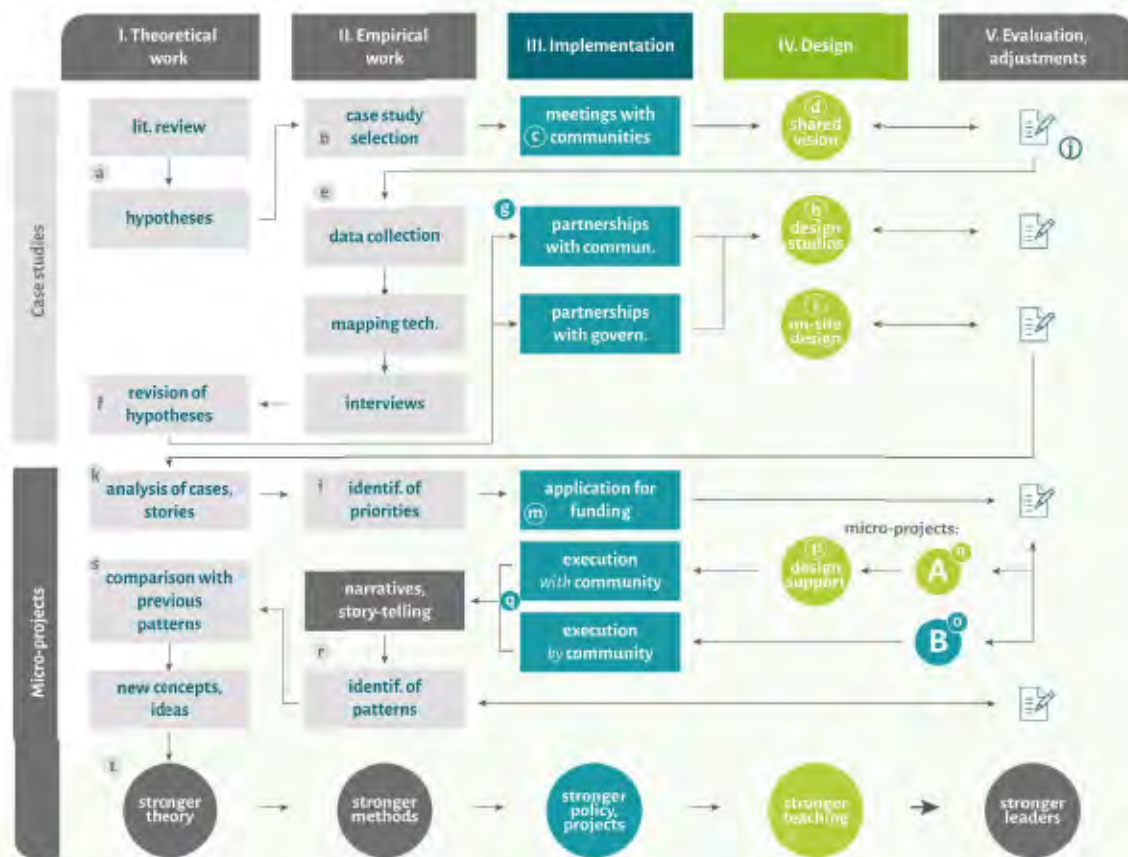 I. Theoretical
work
II. Empirical
work
III. Implementation
IV. Design
V. Evaluation,
adjustments
Case studies
lit. review
a
hypotheses
b
case study
selection
c
meetings with
communities
d
shared
vision
j
e
data collection
mapping tech.
interviews
f
revision of
hypotheses
g
partnerships
with commun.
partnerships
with govern.
h
design
studios
i
on-site
design
Micro-projects
k
analysis of cases,
stories
identif. of
priorities
m
application for
funding
micro-projects:
A
n
p
design
support
execution
with community
B
o
execution
by community
q
narratives,
story-telling
r
identif. of
patterns
s
comparison with
previous
patterns
new concepts,
ideas
t
stronger
theory
stronger
methods
stronger
policy,
projects
stronger
teaching
stronger
leaders